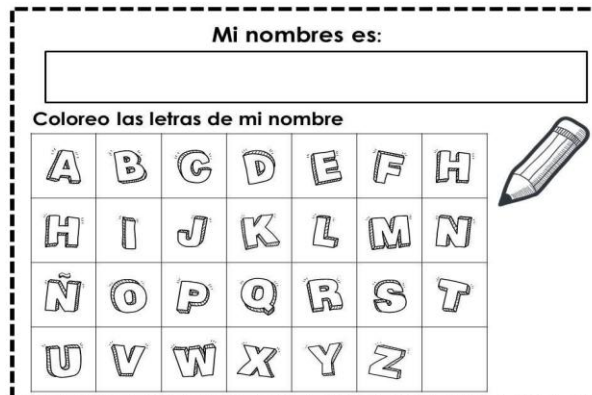 Mi nombres es:
Coloreo las letras de mi nombre
A B C D E F H
H I J K L M N
Ñ O P Q R S T
U V W X Y Z